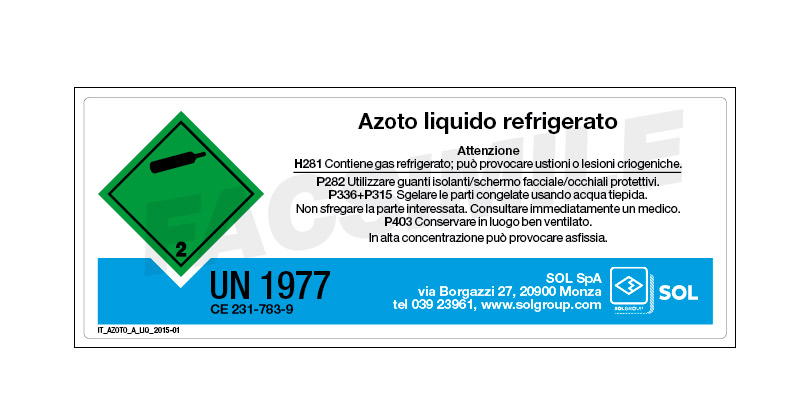 Azoto liquido refrigerato
Attenzione
H281 Contiene gas refrigerato; può provocare ustioni o lesioni criogeniche.
P282 Utilizzare guanti isolanti/schermo facciale/occhiali protettivi.
P336+P315 Sgelare le parti congelate usando acqua tiepida.
Non sfregare la parte interessata. Consultare immediatamente un medico.
P403 Conservare in luogo ben ventilato.
In alta concentrazione può provocare asfissia.
FACSIMILE
2
UN 1977
CE 231-783-9
SOL SpA
via Borgazzi 27, 20900 Monza
tel 039 23961, www.solgroup.com
SOLGROUP
SOL
IT_AZOTO_A_LIQ_2015-01